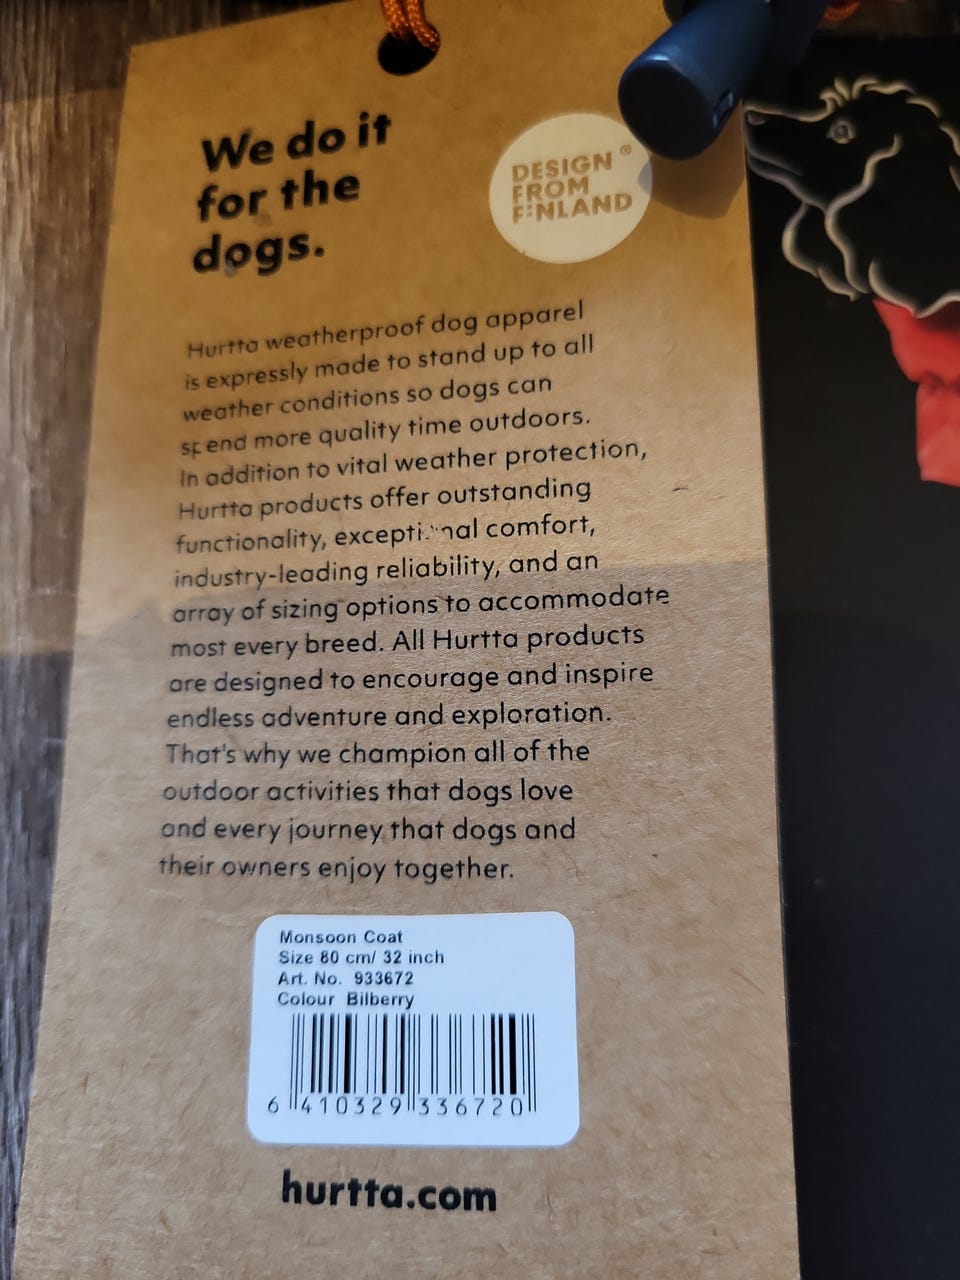 We do it
for the
dogs.
DESIGN ®
FROM
FINLAND
Hurtta weatherproof dog apparel
is expressly made to stand up to all
weather conditions so dogs can
spend more quality time outdoors.
In addition to vital weather protection,
Hurtta products offer outstanding
functionality, exceptional comfort,
industry-leading reliability, and an
array of sizing options to accommodate
most every breed. All Hurtta products
are designed to encourage and inspire
endless adventure and exploration.
That's why we champion all of the
outdoor activities that dogs love
and every journey that dogs and
their owners enjoy together.
Monsoon Coat
Size 80 cm/ 32 inch
Art. No. 933672
Colour Bilberry
6 410329 336720
hurtta.com